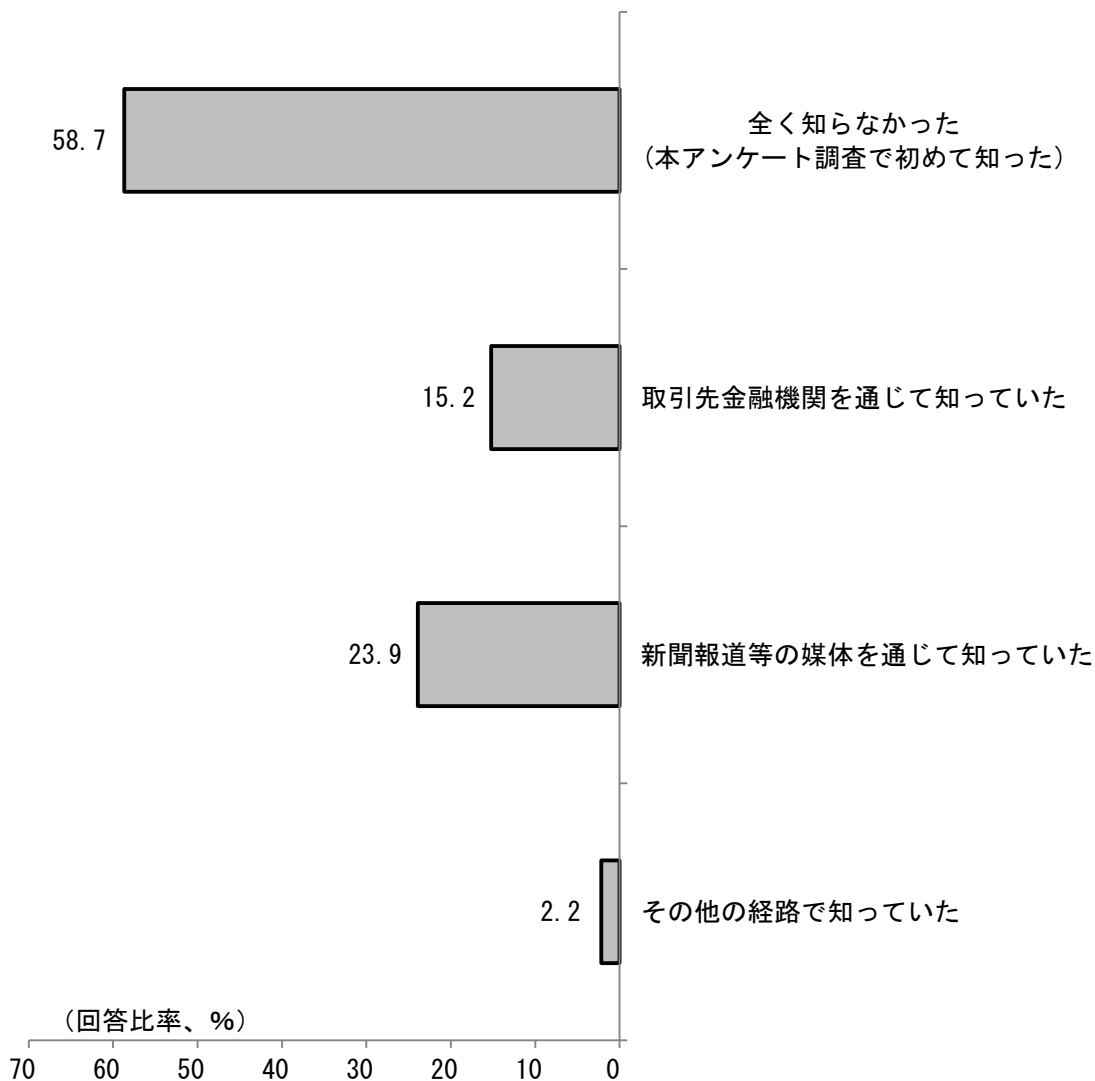 58.7
全く知らなかった
(本アンケート調査で初めて知った)
15.2
取引先金融機関を通じて知っていた
23.9
新聞報道等の媒体を通じて知っていた
2.2
その他の経路で知っていた
(回答比率、%)
70 60 50 40 30 20 10 0